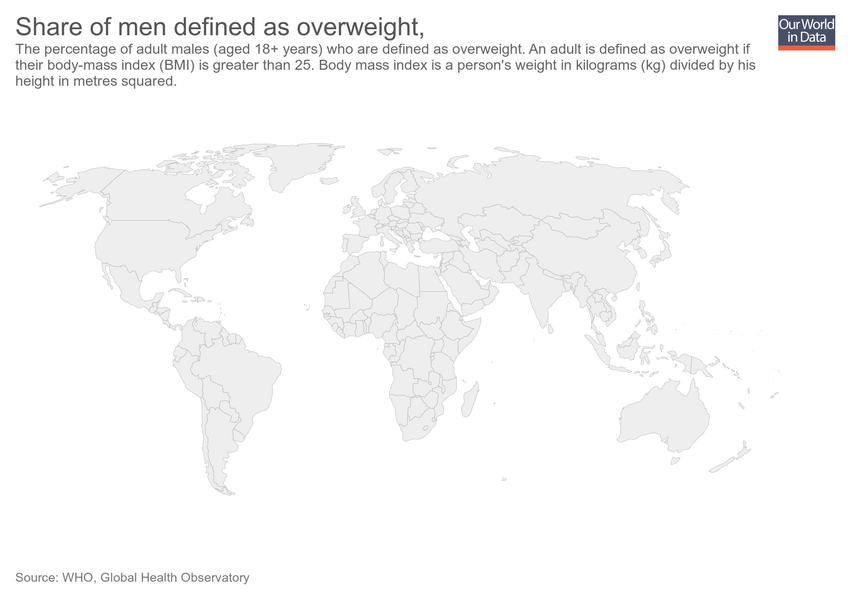 Share of men defined as overweight,
Our World
in Data
The percentage of adult males (aged 18+ years) who are defined as overweight. An adult is defined as overweight if
their body-mass index (BMI) is greater than 25. Body mass index is a person's weight in kilograms (kg) divided by his
height in metres squared.
Source: WHO, Global Health Observatory